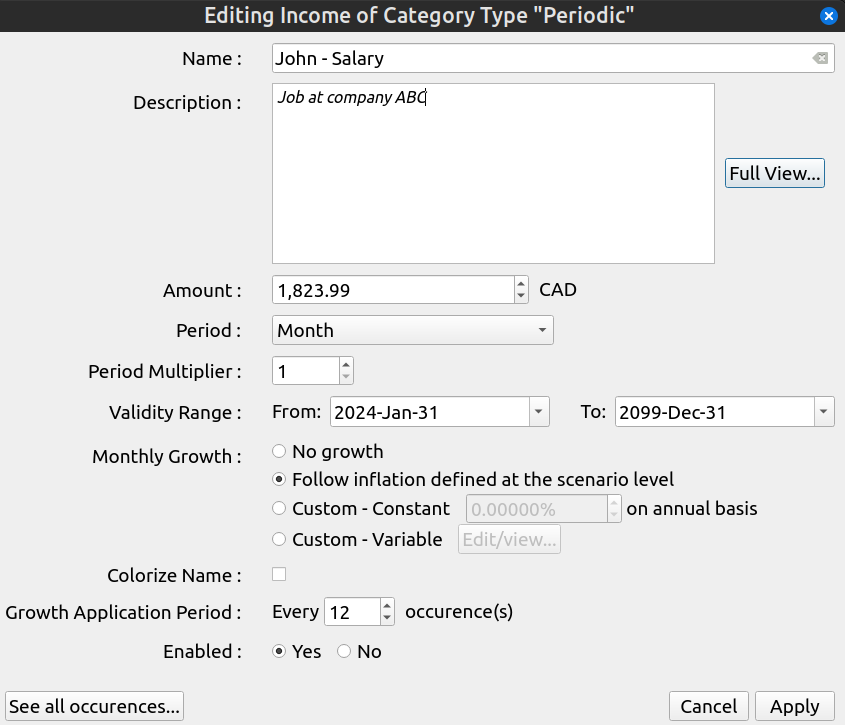 Editing Income of Category Type "Periodic"
Name : John - Salary
Description : Job at company ABC
Full View...
Amount : 1,823.99 CAD
Period : Month
Period Multiplier : 1
Validity Range : From: 2024-Jan-31 To: 2099-Dec-31
Monthly Growth : No growth
Follow inflation defined at the scenario level
Custom - Constant 0.00000% on annual basis
Custom - Variable Edit/view...
Colorize Name :
Growth Application Period : Every 12 occurence(s)
Enabled : Yes No
See all occurences... Cancel Apply